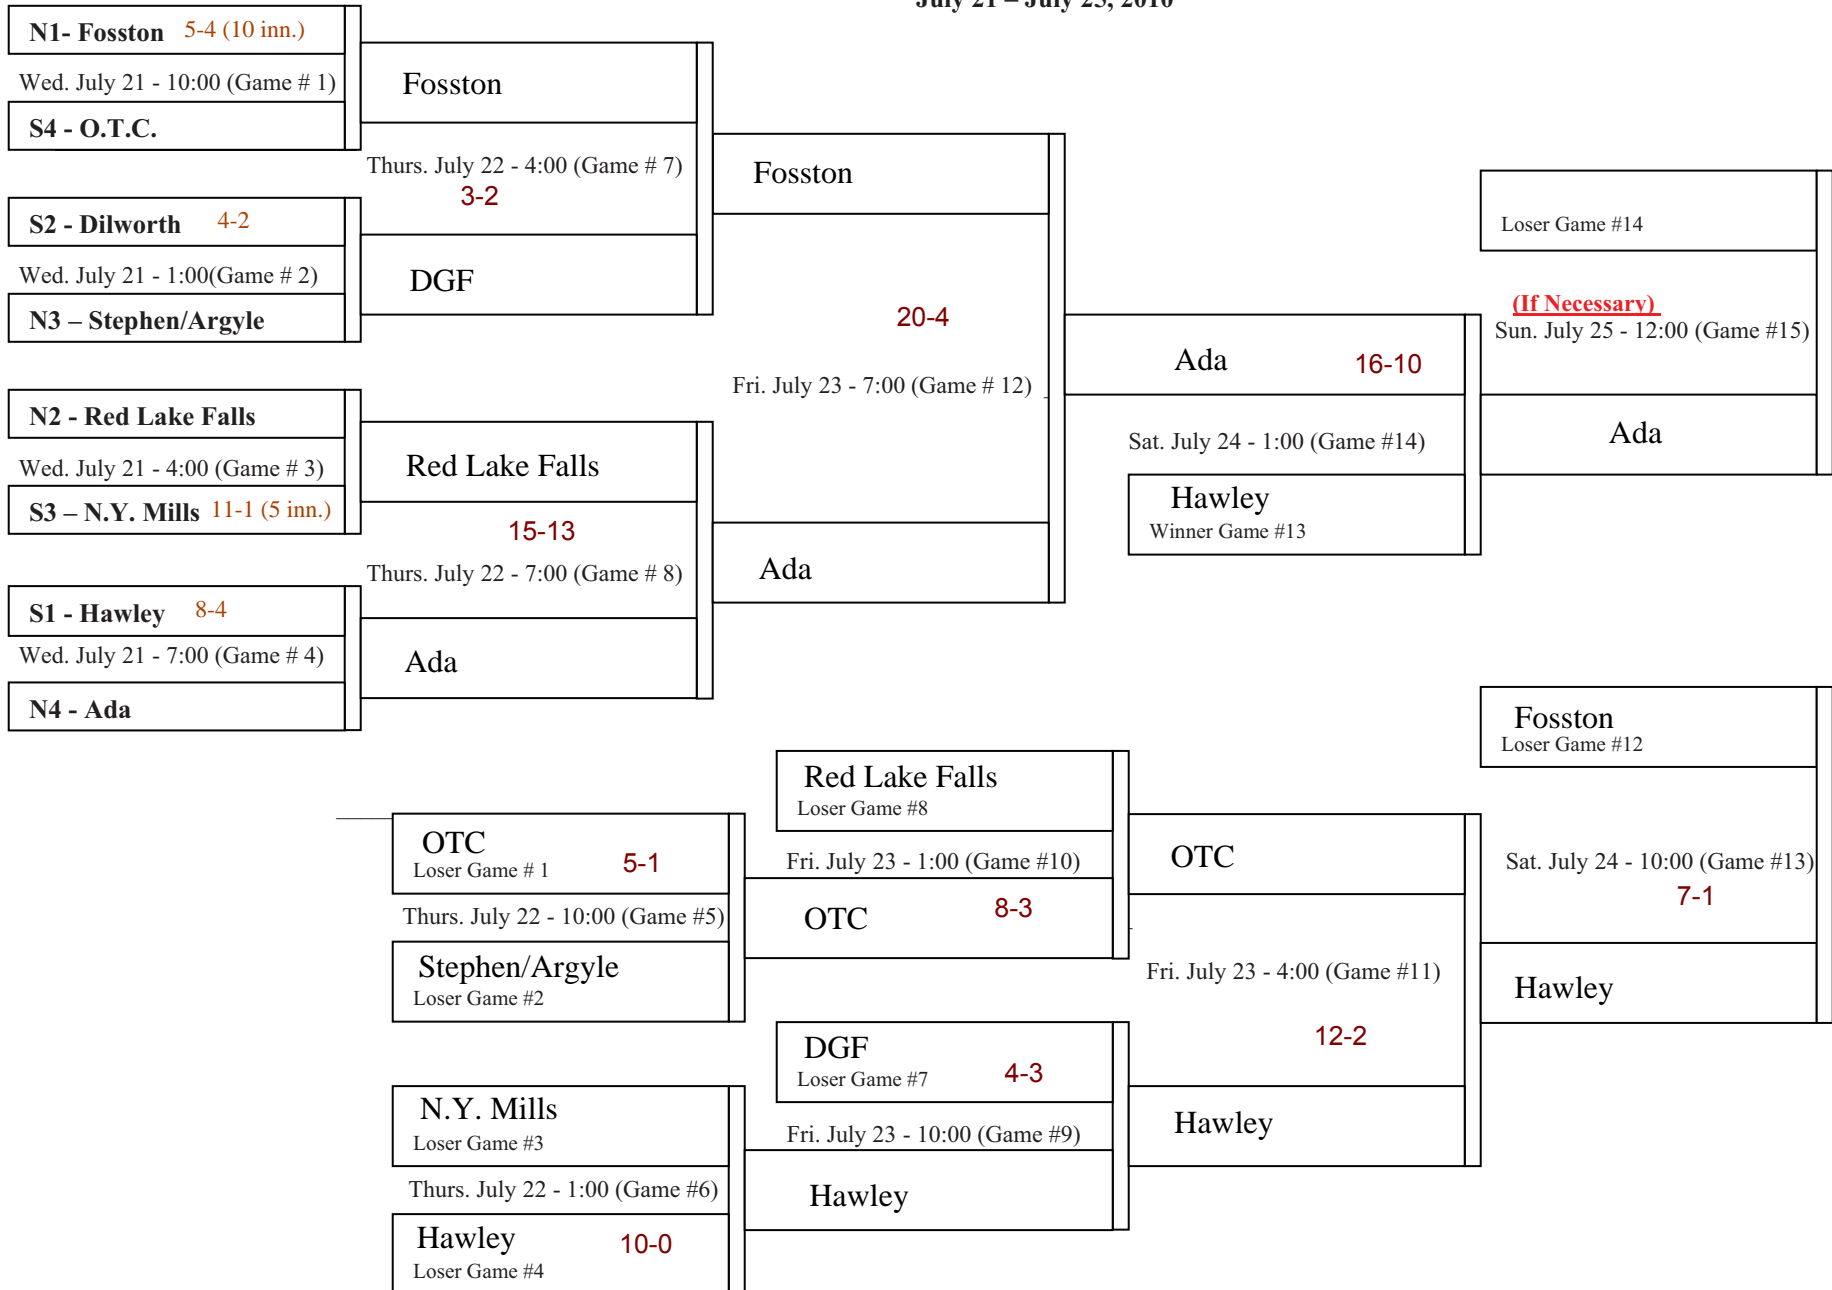 July 21 – July 25, 2010
N1- Fosston 5-4 (10 inn.)
Wed. July 21 - 10:00 (Game # 1)
S4 - O.T.C.
S2 - Dilworth 4-2
Wed. July 21 - 1:00(Game # 2)
N3 – Stephen/Argyle
N2 - Red Lake Falls
Wed. July 21 - 4:00 (Game # 3)
S3 – N.Y. Mills 11-1 (5 inn.)
S1 - Hawley 8-4
Wed. July 21 - 7:00 (Game # 4)
N4 - Ada
Fosston
Thurs. July 22 - 4:00 (Game # 7)
3-2
DGF
Red Lake Falls
15-13
Thurs. July 22 - 7:00 (Game # 8)
Ada
Fosston
20-4
Fri. July 23 - 7:00 (Game # 12)
Ada
Ada 16-10
Sat. July 24 - 1:00 (Game #14)
Hawley
Winner Game #13
Loser Game #14
(If Necessary)
Sun. July 25 - 12:00 (Game #15)
Ada
OTC
Loser Game # 1 5-1
Thurs. July 22 - 10:00 (Game #5)
Stephen/Argyle
Loser Game #2
N.Y. Mills
Loser Game #3
Thurs. July 22 - 1:00 (Game #6)
Hawley 10-0
Loser Game #4
Red Lake Falls
Loser Game #8
Fri. July 23 - 1:00 (Game #10)
OTC 8-3
DGF
Loser Game #7 4-3
Fri. July 23 - 10:00 (Game #9)
Hawley
OTC
Fri. July 23 - 4:00 (Game #11)
12-2
Hawley
Fosston
Loser Game #12
Sat. July 24 - 10:00 (Game #13)
7-1
Hawley